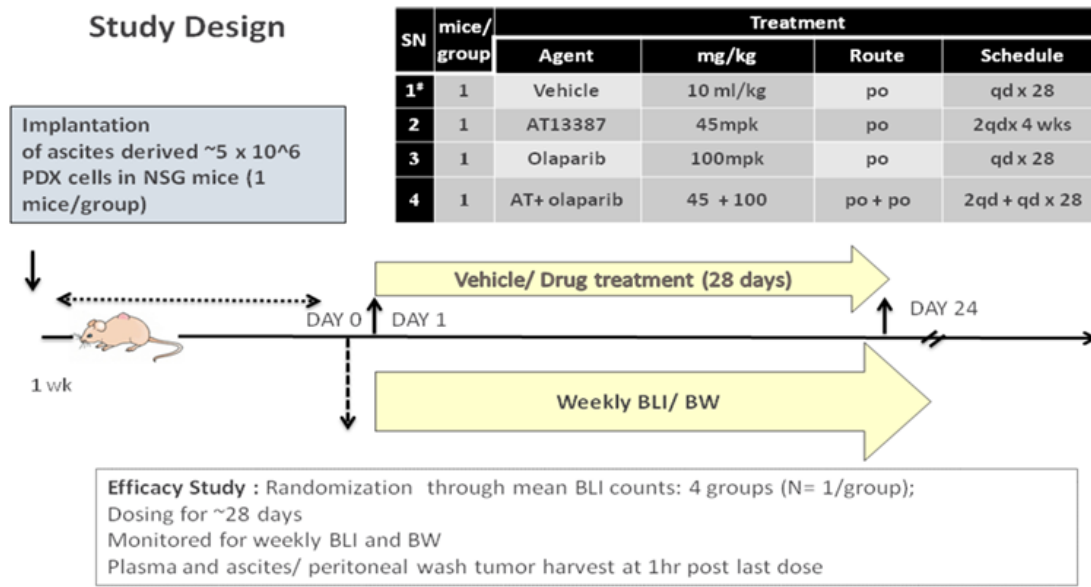 Study Design
SN mice/ group Treatment
Agent mg/kg Route Schedule
1# 1 Vehicle 10 ml/kg po qd x 28
2 1 AT13387 45mpk po 2qdx 4 wks
3 1 Olaparib 100mpk po qd x 28
4 1 AT+ olaparib 45 + 100 po + po 2qd + qd x 28
Implantation
of ascites derived ~5 x 10^6
PDX cells in NSG mice (1
mice/group)
Vehicle/ Drug treatment (28 days)
DAY 0
DAY 1
DAY 24
1 wk
Weekly BLI/ BW
Efficacy Study : Randomization through mean BLI counts: 4 groups (N= 1/group);
Dosing for ~28 days
Monitored for weekly BLI and BW
Plasma and ascites/ peritoneal wash tumor harvest at 1hr post last dose